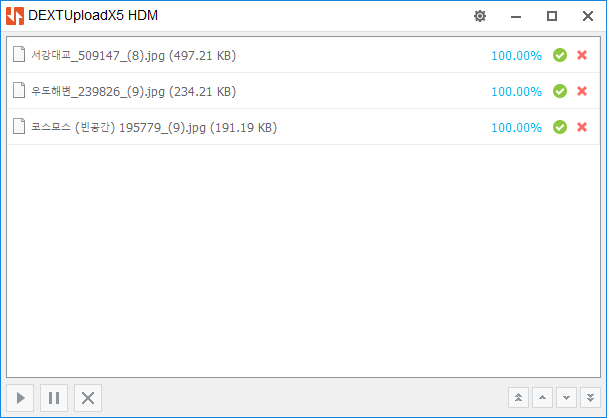 DEXTUploadX5 HDM
서강대교_509147_(8).jpg (497.21 KB) 100.00%
우도해변_239826_(9).jpg (234.21 KB) 100.00%
코스모스 (빈공간) 195779_(9).jpg (191.19 KB) 100.00%